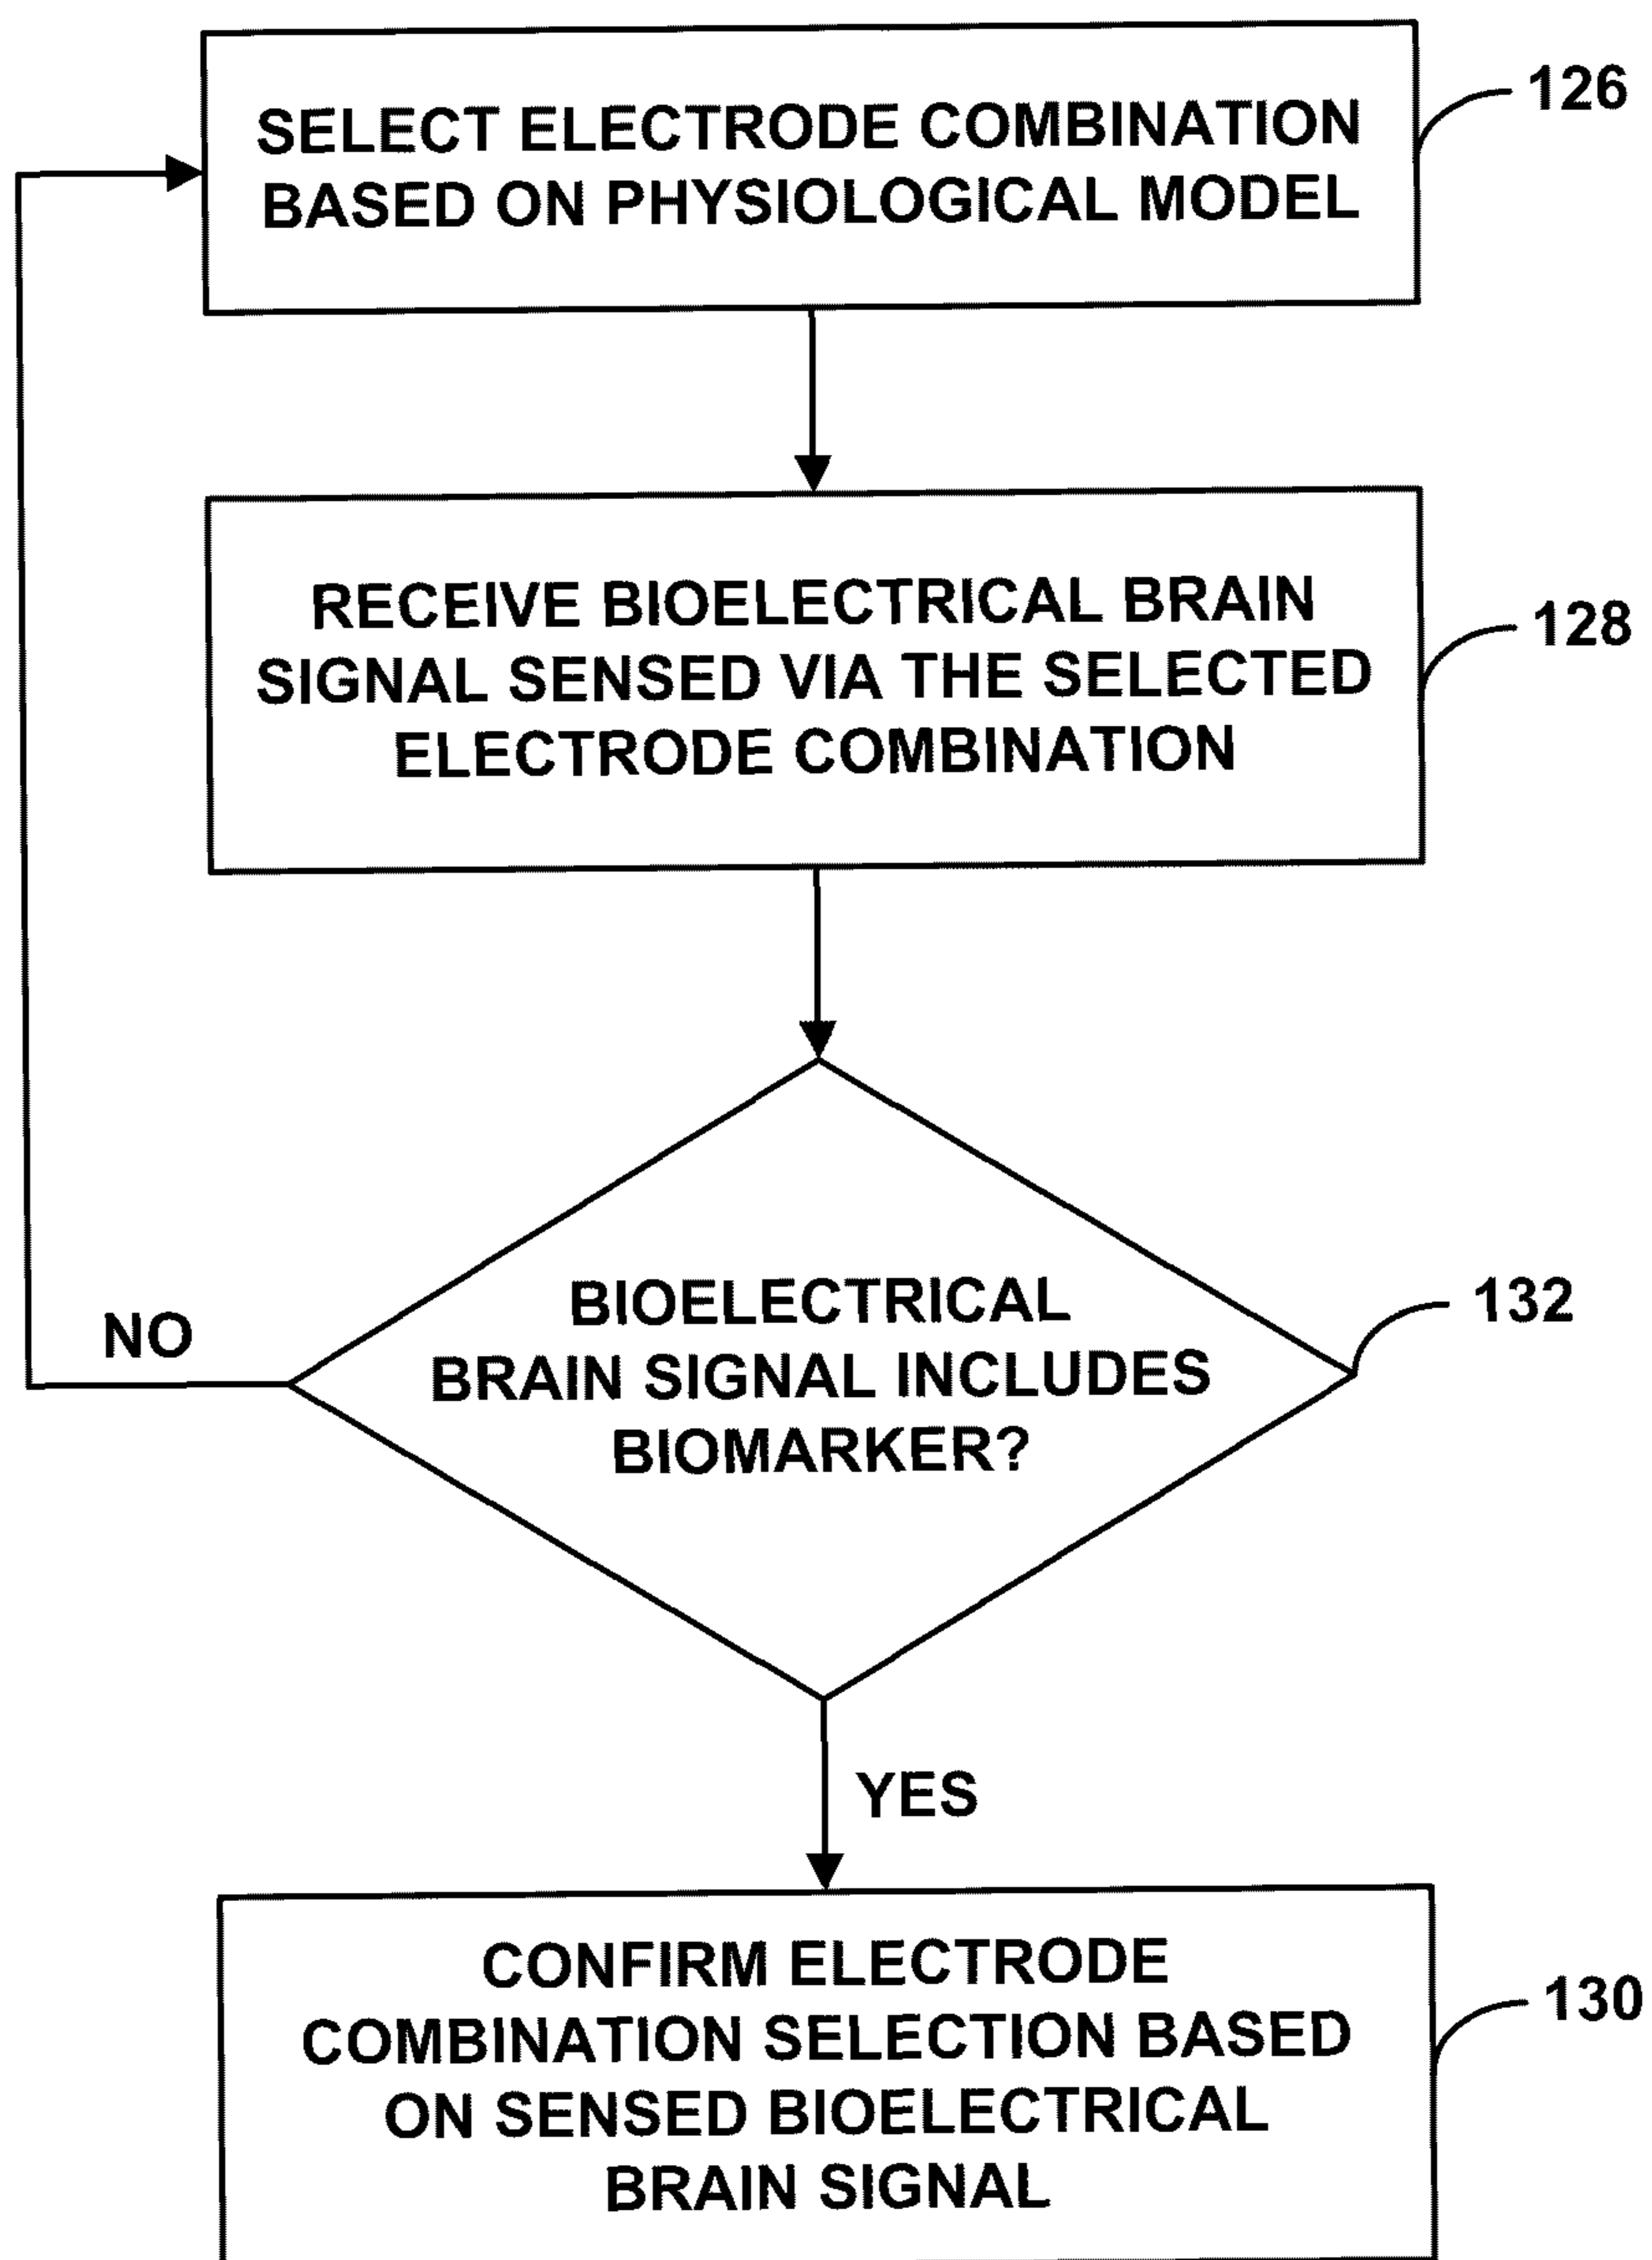 SELECT ELECTRODE COMBINATION
BASED ON PHYSIOLOGICAL MODEL
126
RECEIVE BIOELECTRICAL BRAIN
SIGNAL SENSED VIA THE SELECTED
ELECTRODE COMBINATION
128
BIOELECTRICAL
BRAIN SIGNAL INCLUDES
BIOMARKER?
132
NO
YES
CONFIRM ELECTRODE
COMBINATION SELECTION BASED
ON SENSED BIOELECTRICAL
BRAIN SIGNAL
130